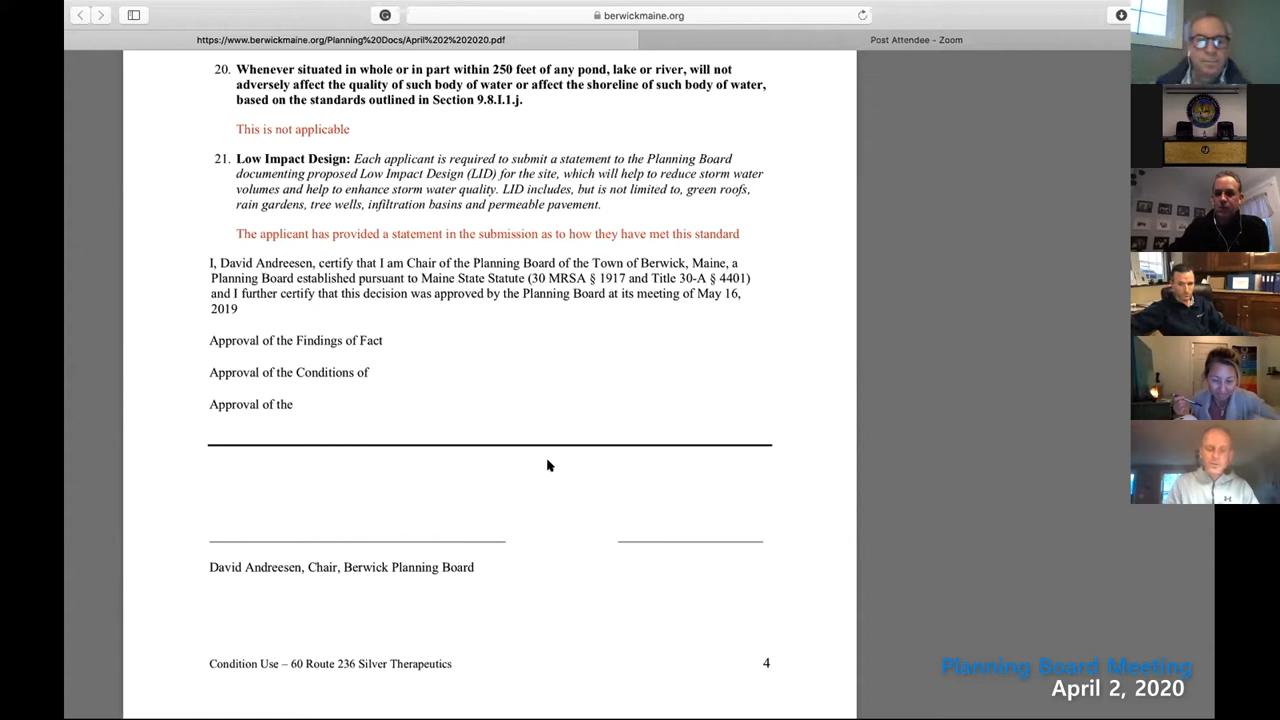 berwickmaine.org
https://www.berwickmaine.org/Planning%20Docs/April%202%202020.pdf
Post Attendee - Zoom
20. Whenever situated in whole or in part within 250 feet of any pond, lake or river, will not
adversely affect the quality of such body of water or affect the shoreline of such body of water,
based on the standards outlined in Section 9.8.I.1.j.
This is not applicable
21. Low Impact Design: Each applicant is required to submit a statement to the Planning Board
documenting proposed Low Impact Design (LID) for the site, which will help to reduce storm water
volumes and help to enhance storm water quality. LID includes, but is not limited to, green roofs,
rain gardens, tree wells, infiltration basins and permeable pavement.
The applicant has provided a statement in the submission as to how they have met this standard
I, David Andreesen, certify that I am Chair of the Planning Board of the Town of Berwick, Maine, a
Planning Board established pursuant to Maine State Statute (30 MRSA § 1917 and Title 30-A § 4401)
and I further certify that this decision was approved by the Planning Board at its meeting of May 16,
2019
Approval of the Findings of Fact
Approval of the Conditions of
Approval of the
David Andreesen, Chair, Berwick Planning Board
Condition Use – 60 Route 236 Silver Therapeutics 4
Planning Board Meeting
April 2, 2020